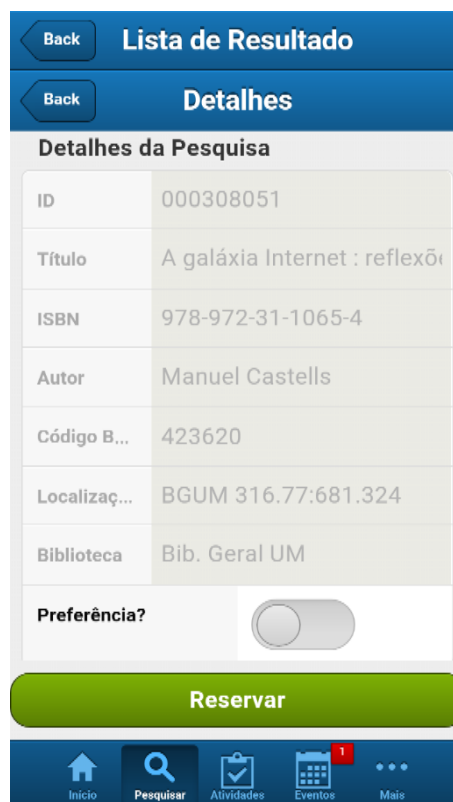 Back Lista de Resultado
Back Detalhes
Detalhes da Pesquisa
ID 000308051
Título A galáxia Internet : reflexõe
ISBN 978-972-31-1065-4
Autor Manuel Castells
Código B... 423620
Localizaç... BGUM 316.77:681.324
Biblioteca Bib. Geral UM
Preferência?
Reservar
1
Início Pesquisar Atividades Eventos Mais